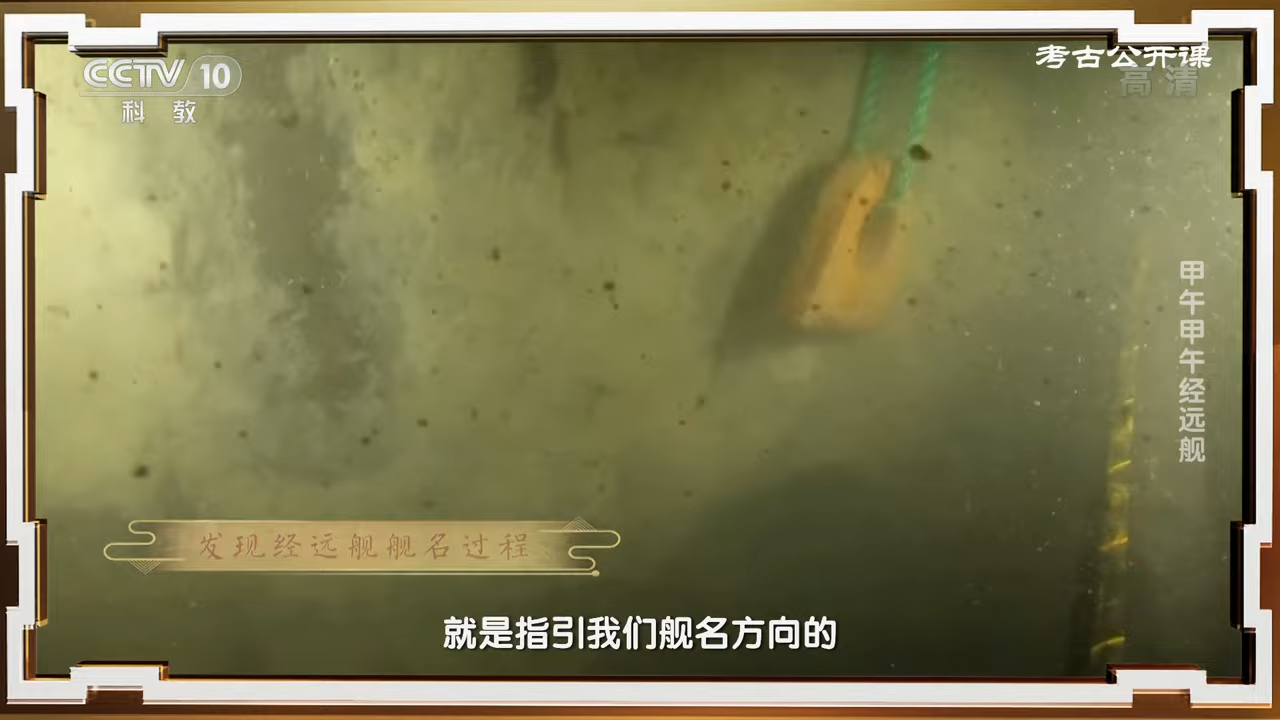 CCTV 10
科教
考古公开课
高清
甲午甲午经远舰
发现经远舰舰名过程
就是指引我们舰名方向的